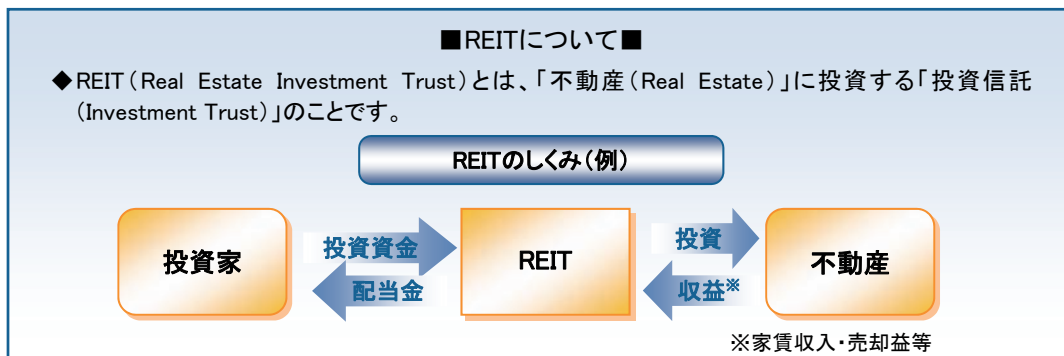 ■REITについて■
◆REIT(Real Estate Investment Trust)とは、「不動産(Real Estate)」に投資する「投資信託
(Investment Trust)」のことです。
REITのしくみ(例)
投資家
投資資金
配当金
REIT
投資
収益※
不動産
※家賃収入・売却益等